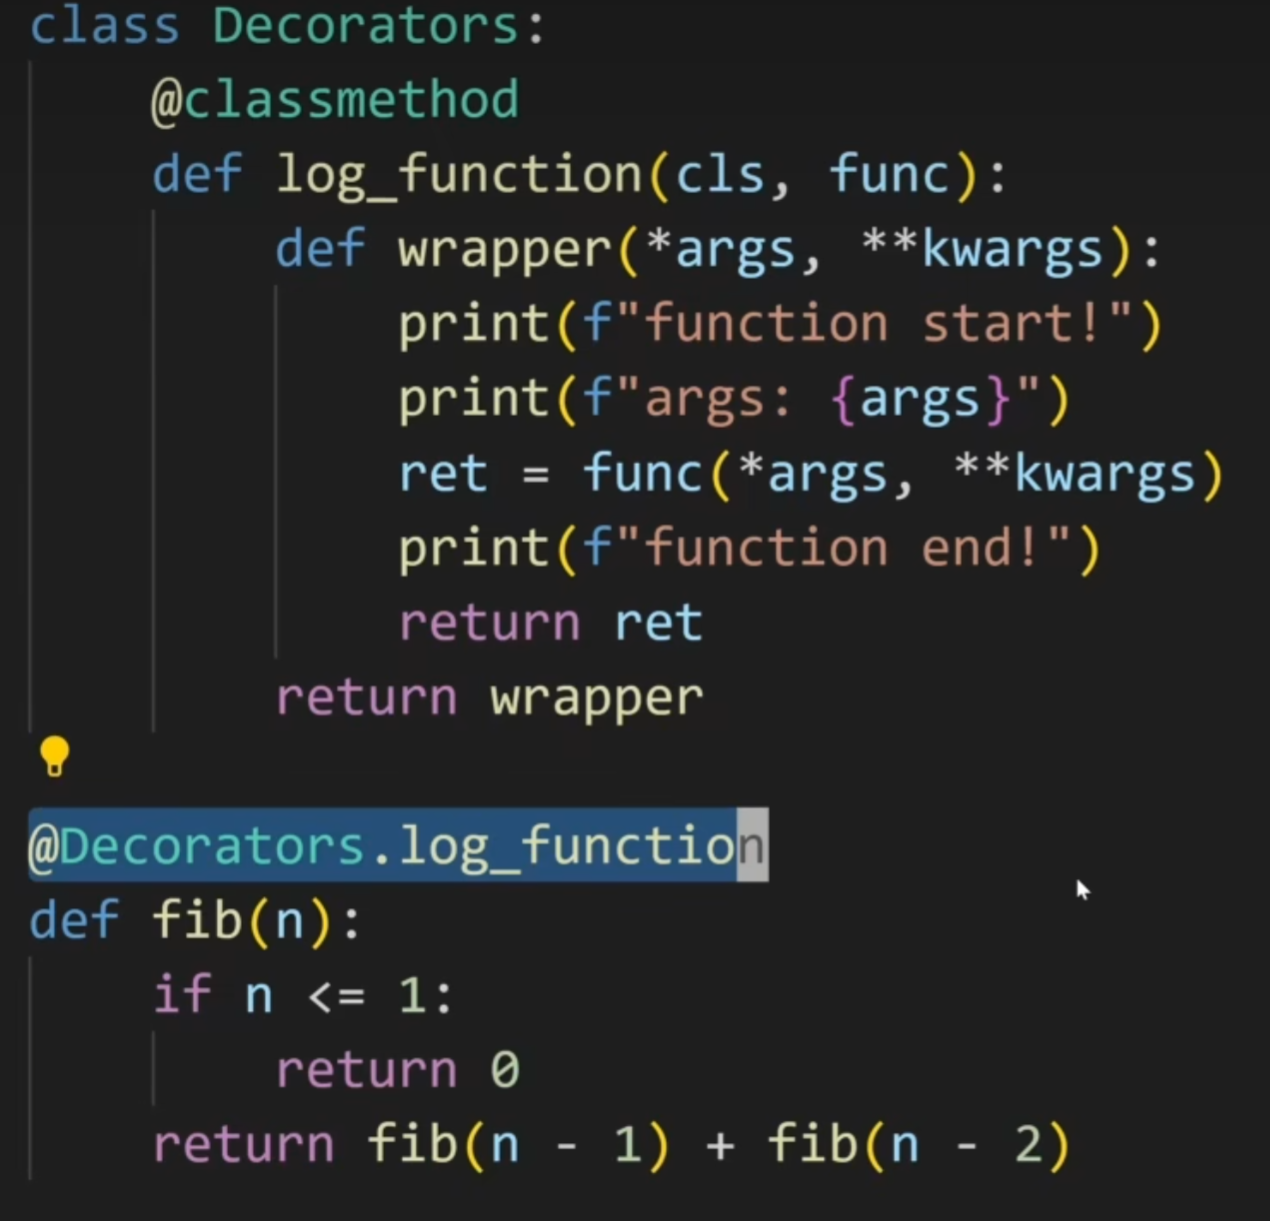 class Decorators:
    @classmethod
    def log_function(cls, func):
        def wrapper(*args, **kwargs):
            print(f"function start!")
            print(f"args: {args}")
            ret = func(*args, **kwargs)
            print(f"function end!")
            return ret
        return wrapper
@Decorators.log_function
def fib(n):
    if n <= 1:
        return 0
    return fib(n - 1) + fib(n - 2)